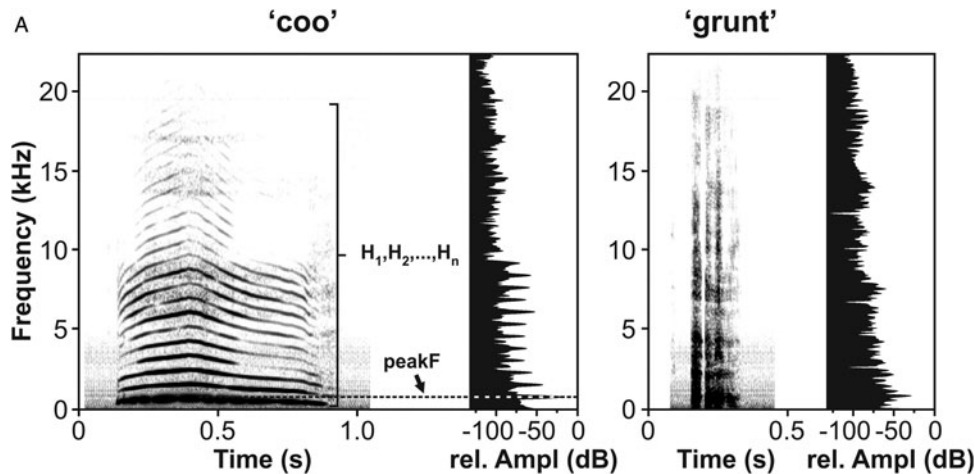 A
'coo'
'grunt'
Frequency (kHz)
20
15
10
5
0
H1,H2,...,Hn
peakF
0
0.5
1.0
Time (s)
-100
-50
0
rel. Ampl (dB)
0
0.5
Time (s)
-100
-50
0
rel. Ampl (dB)
20
15
10
5
0